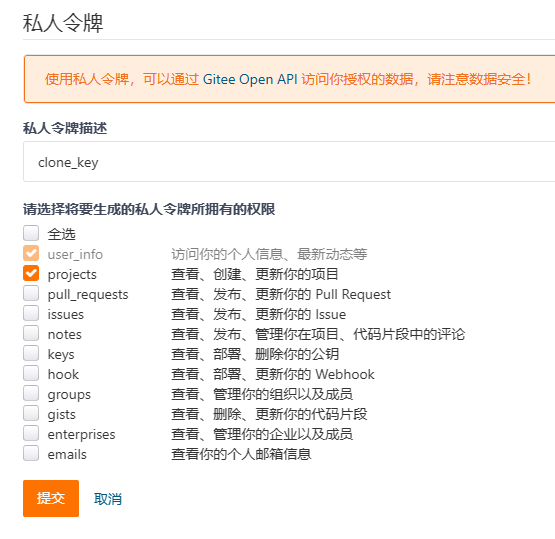 私人令牌
使用私人令牌，可以通过 Gitee Open API 访问你授权的数据，请注意数据安全！
私人令牌描述
clone_key
请选择将要生成的私人令牌所拥有的权限
全选
user_info 访问你的个人信息、最新动态等
projects 查看、创建、更新你的项目
pull_requests 查看、发布、更新你的 Pull Request
issues 查看、发布、更新你的 Issue
notes 查看、发布、管理你在项目、代码片段中的评论
keys 查看、部署、删除你的公钥
hook 查看、部署、更新你的 Webhook
groups 查看、管理你的组织以及成员
gists 查看、删除、更新你的代码片段
enterprises 查看、管理你的企业以及成员
emails 查看你的个人邮箱信息
提交 取消